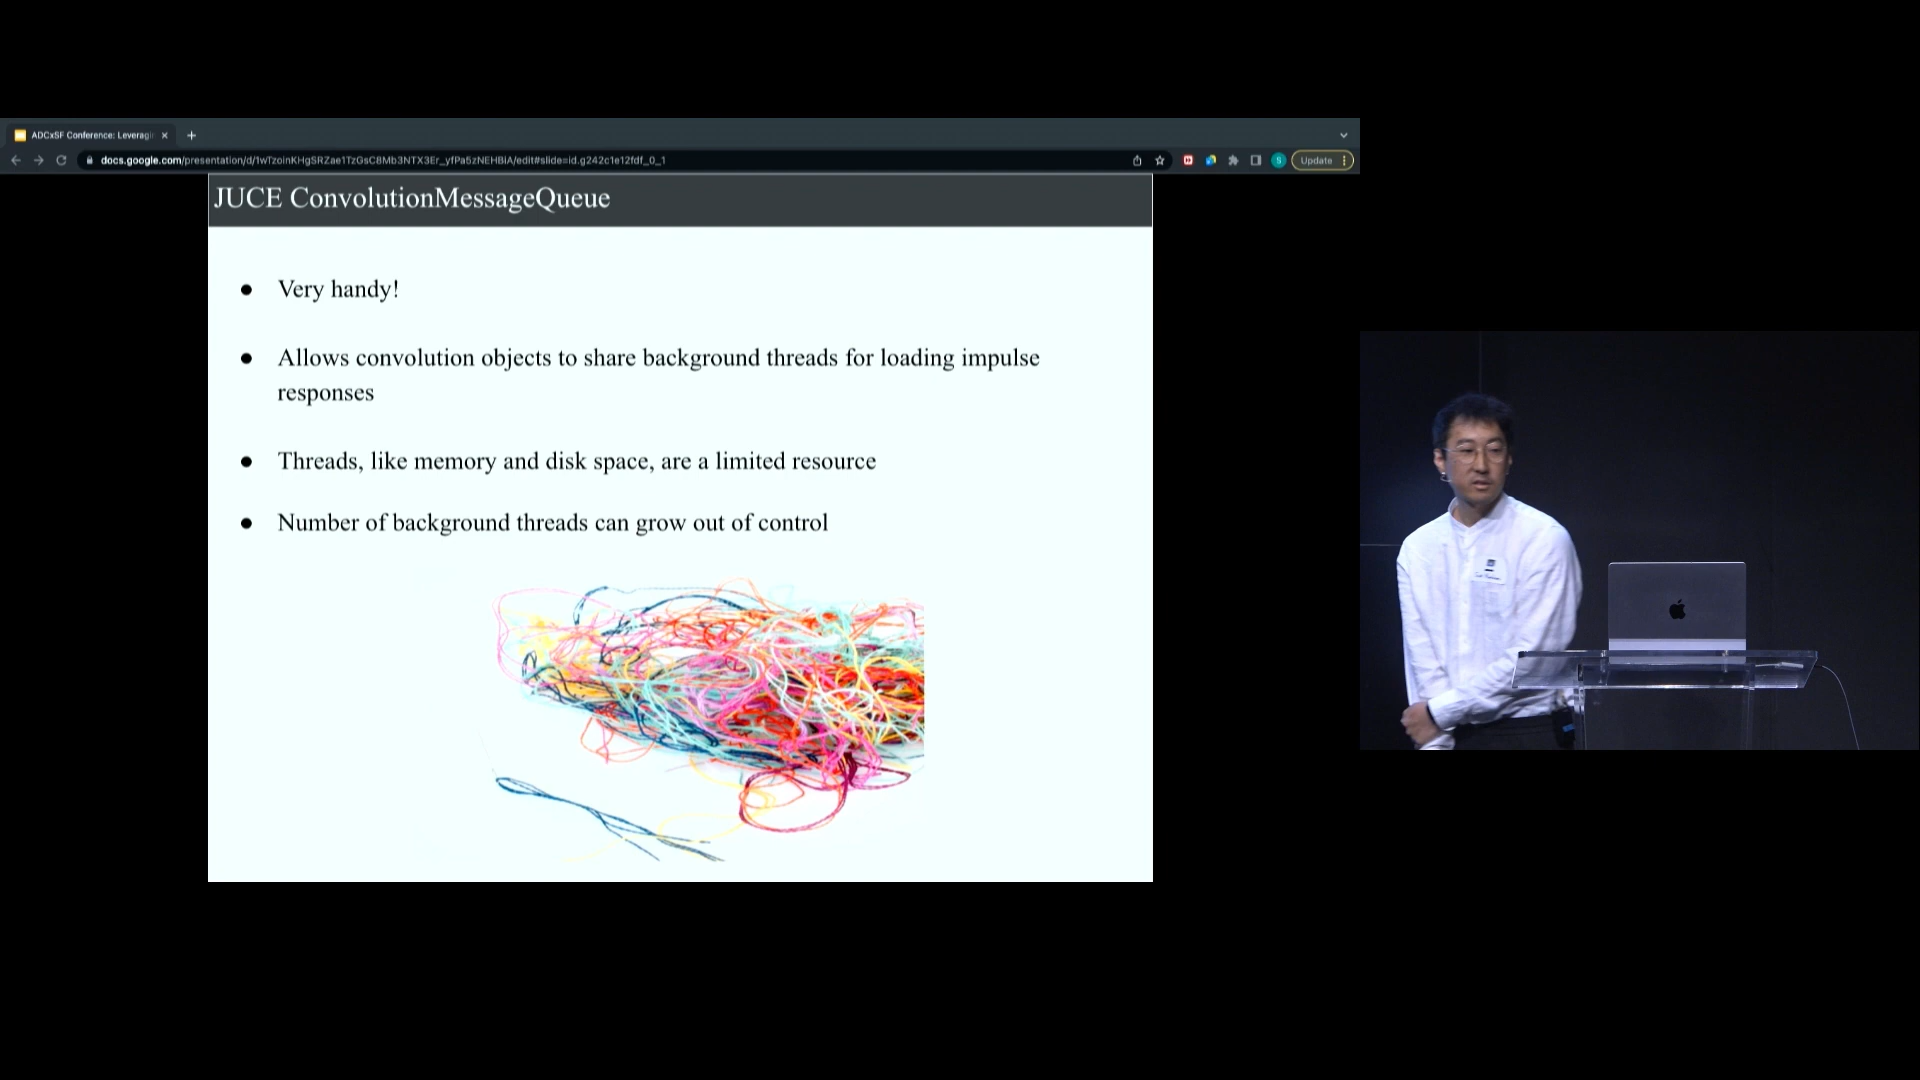 ADCxSF Conference: Leveragin
docs.google.com/presentation/d/1wTzoinKHgSRZae1TzGsC8Mb3NTX3Er_yfPa5zNEHBiA/edit#slide=id.g242c1e12fdf_0_1
S
Update
JUCE ConvolutionMessageQueue
● Very handy!
● Allows convolution objects to share background threads for loading impulse
responses
● Threads, like memory and disk space, are a limited resource
● Number of background threads can grow out of control